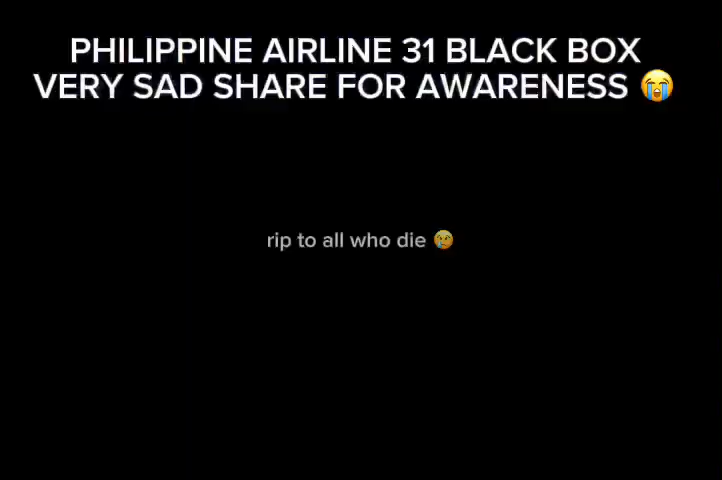 PHILIPPINE AIRLINE 31 BLACK BOX
VERY SAD SHARE FOR AWARENESS 😭
rip to all who die 😢